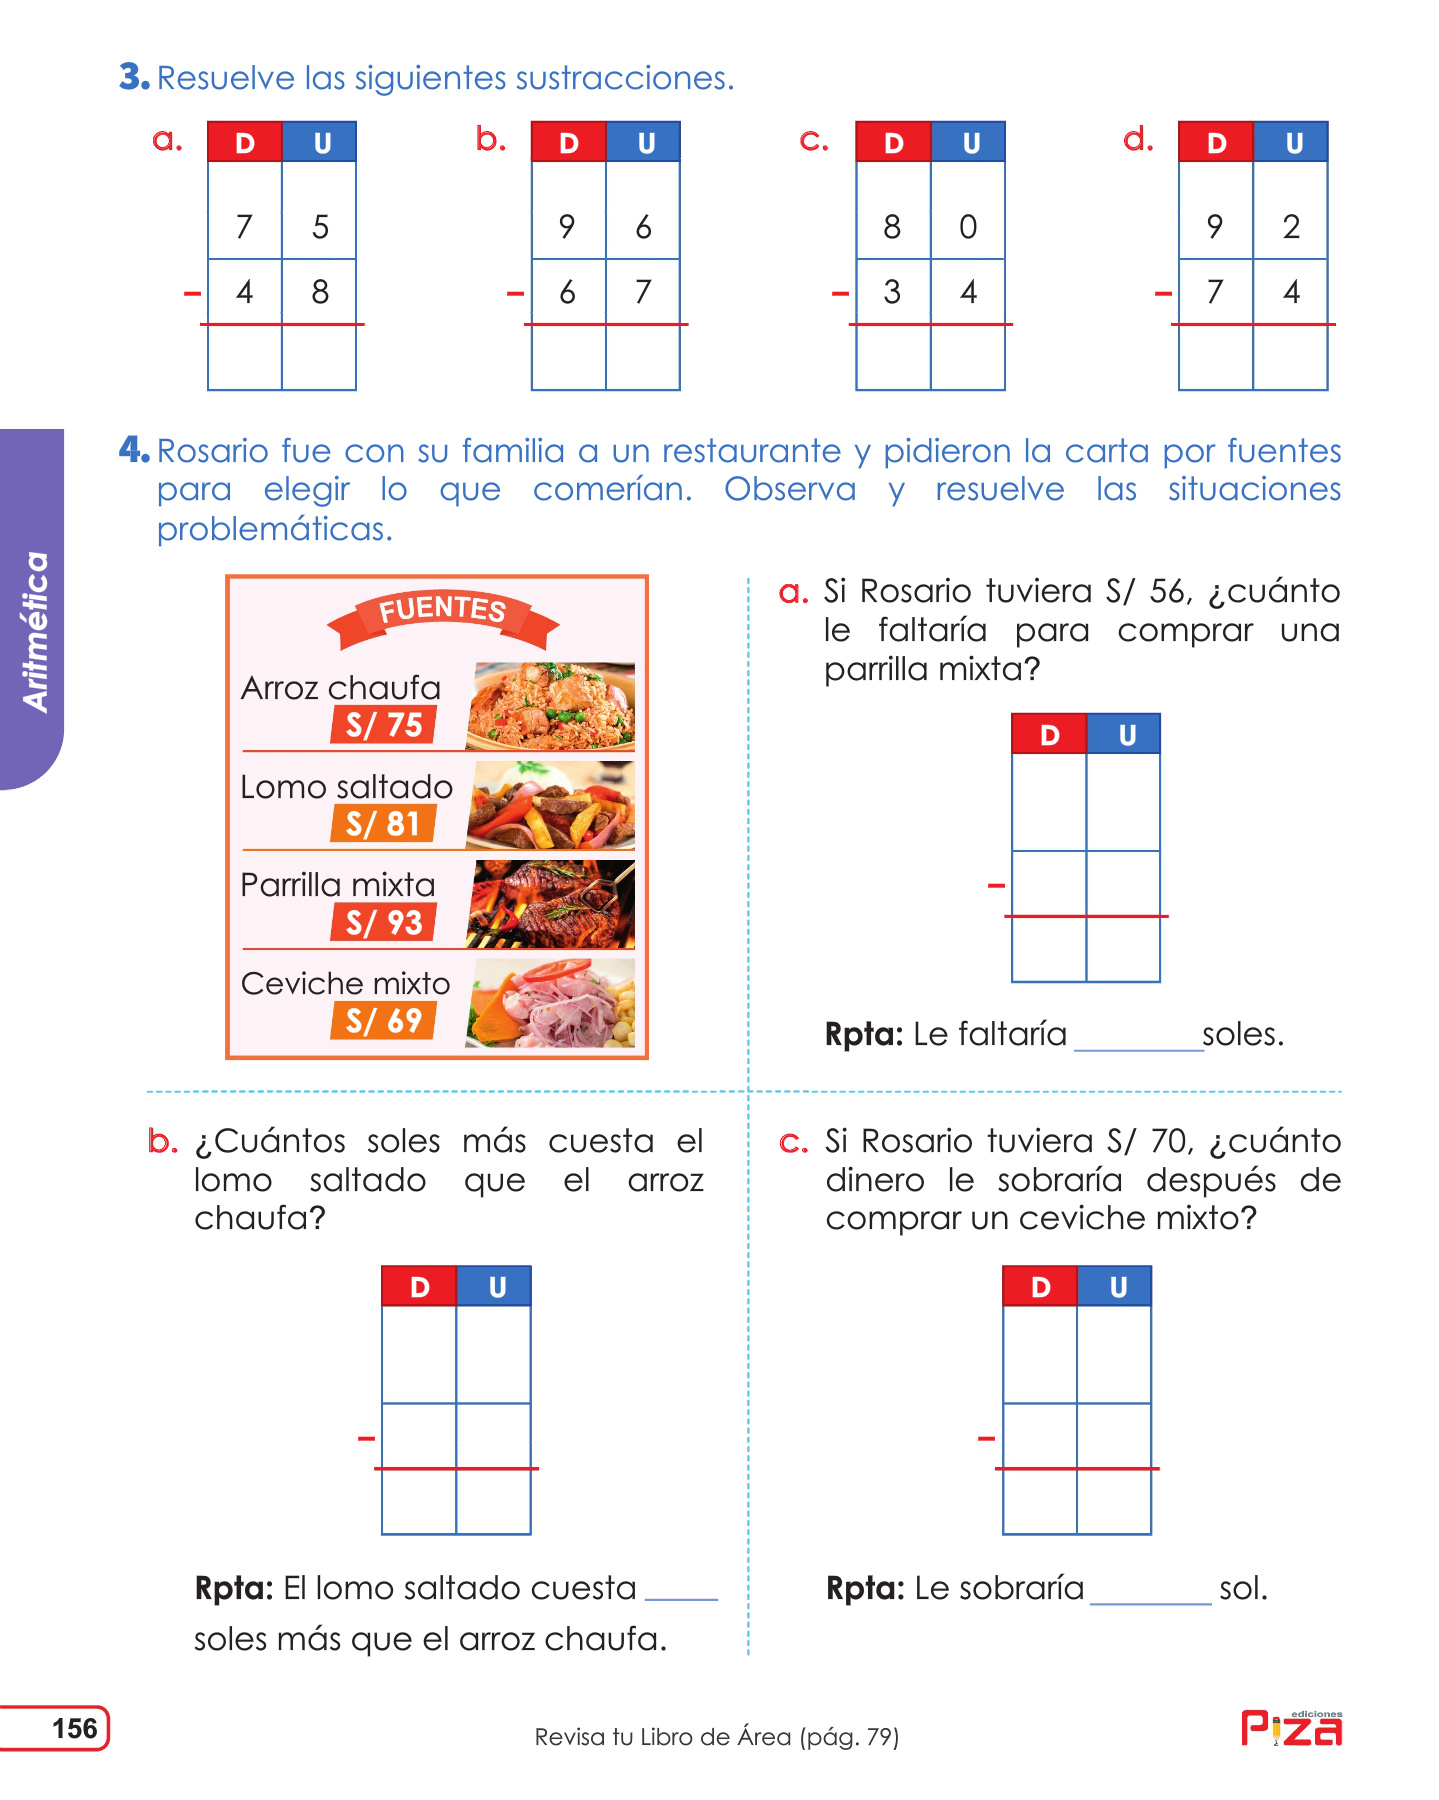 3. Resuelve las siguientes sustracciones.
a. D U b. D U c. D U d. D U
7 5 9 6 8 0 9 2
– 4 8 – 6 7 – 3 4 – 7 4
4. Rosario fue con su familia a un restaurante y pidieron la carta por fuentes
para elegir lo que comerían. Observa y resuelve las situaciones
problemáticas.
Aritmética
FUENTES
Arroz chaufa
S/ 75
Lomo saltado
S/ 81
Parrilla mixta
S/ 93
Ceviche mixto
S/ 69
a. Si Rosario tuviera S/ 56, ¿cuánto
le faltaría para comprar una
parrilla mixta?
D U
–
Rpta: Le faltaría ________ soles.
b. ¿Cuántos soles más cuesta el
lomo saltado que el arroz
chaufa?
D U
–
Rpta: El lomo saltado cuesta _____
soles más que el arroz chaufa.
c. Si Rosario tuviera S/ 70, ¿cuánto
dinero le sobraría después de
comprar un ceviche mixto?
D U
–
Rpta: Le sobraría ________ sol.
156
Revisa tu Libro de Área (pág. 79)
ediciones
Piza